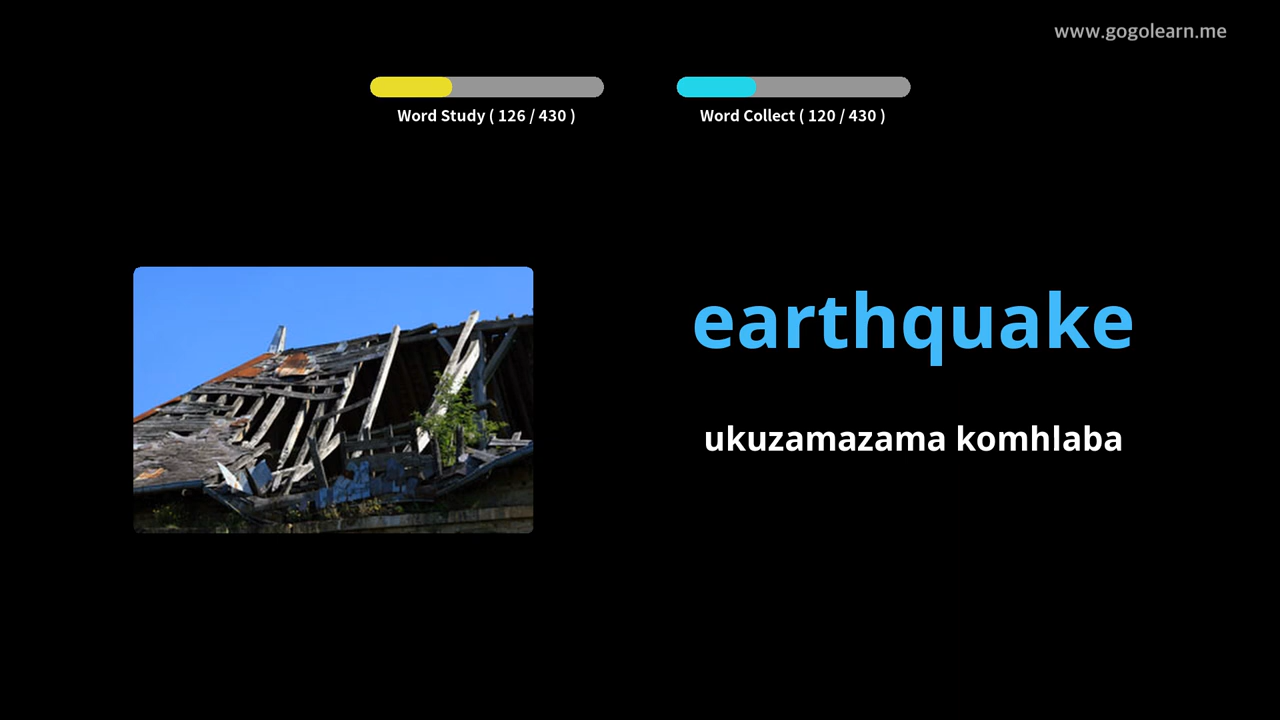 www.gogolearn.me
Word Study ( 126 / 430 )
Word Collect ( 120 / 430 )
earthquake
ukuzamazama komhlaba